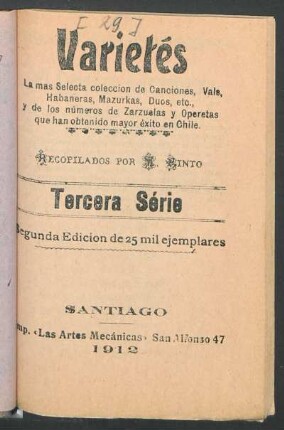 [29]
Varietés
La mas Selecta coleccion de Canciones, Vals,
Habaneras, Mazurkas, Duos, etc.,
y de los números de Zarzuelas y Operetas
que han obtenido mayor éxito en Chile.
RECOPILADOS POR A. PINTO
Tercera Série
Segunda Edicion de 25 mil ejemplares
SANTIAGO
Imp. «Las Artes Mecánicas» San Alfonso 47
1912